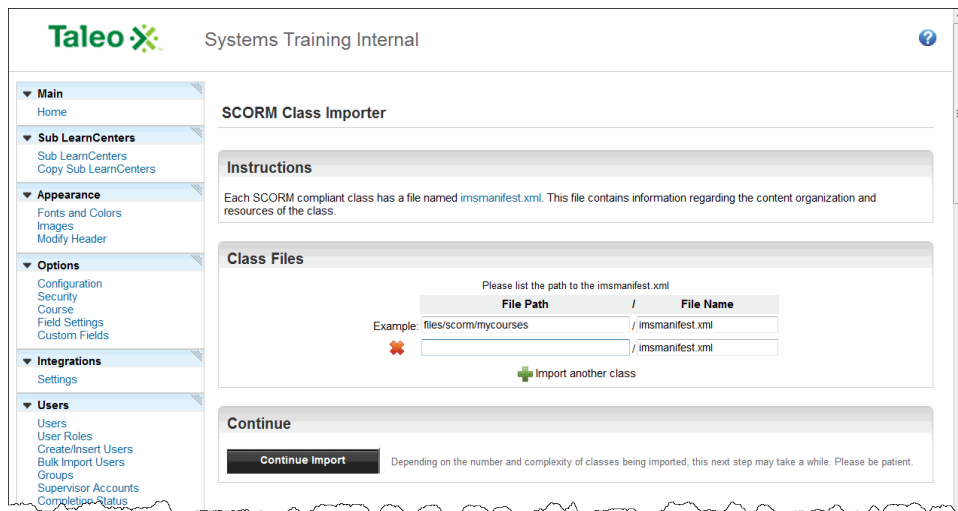 Taleo
Systems Training Internal
?
Main
Home
Sub LearnCenters
Sub LearnCenters
Copy Sub LearnCenters
Appearance
Fonts and Colors
Images
Modify Header
Options
Configuration
Security
Course
Field Settings
Custom Fields
Integrations
Settings
Users
Users
User Roles
Create/Insert Users
Bulk Import Users
Groups
Supervisor Accounts
Completion Status
SCORM Class Importer
Instructions
Each SCORM compliant class has a file named imsmanifest.xml. This file contains information regarding the content organization and
resources of the class.
Class Files
Please list the path to the imsmanifest.xml
File Path / File Name
Example: files/scorm/mycourses / imsmanifest.xml
/ imsmanifest.xml
Import another class
Continue
Continue Import Depending on the number and complexity of classes being imported, this next step may take a while. Please be patient.